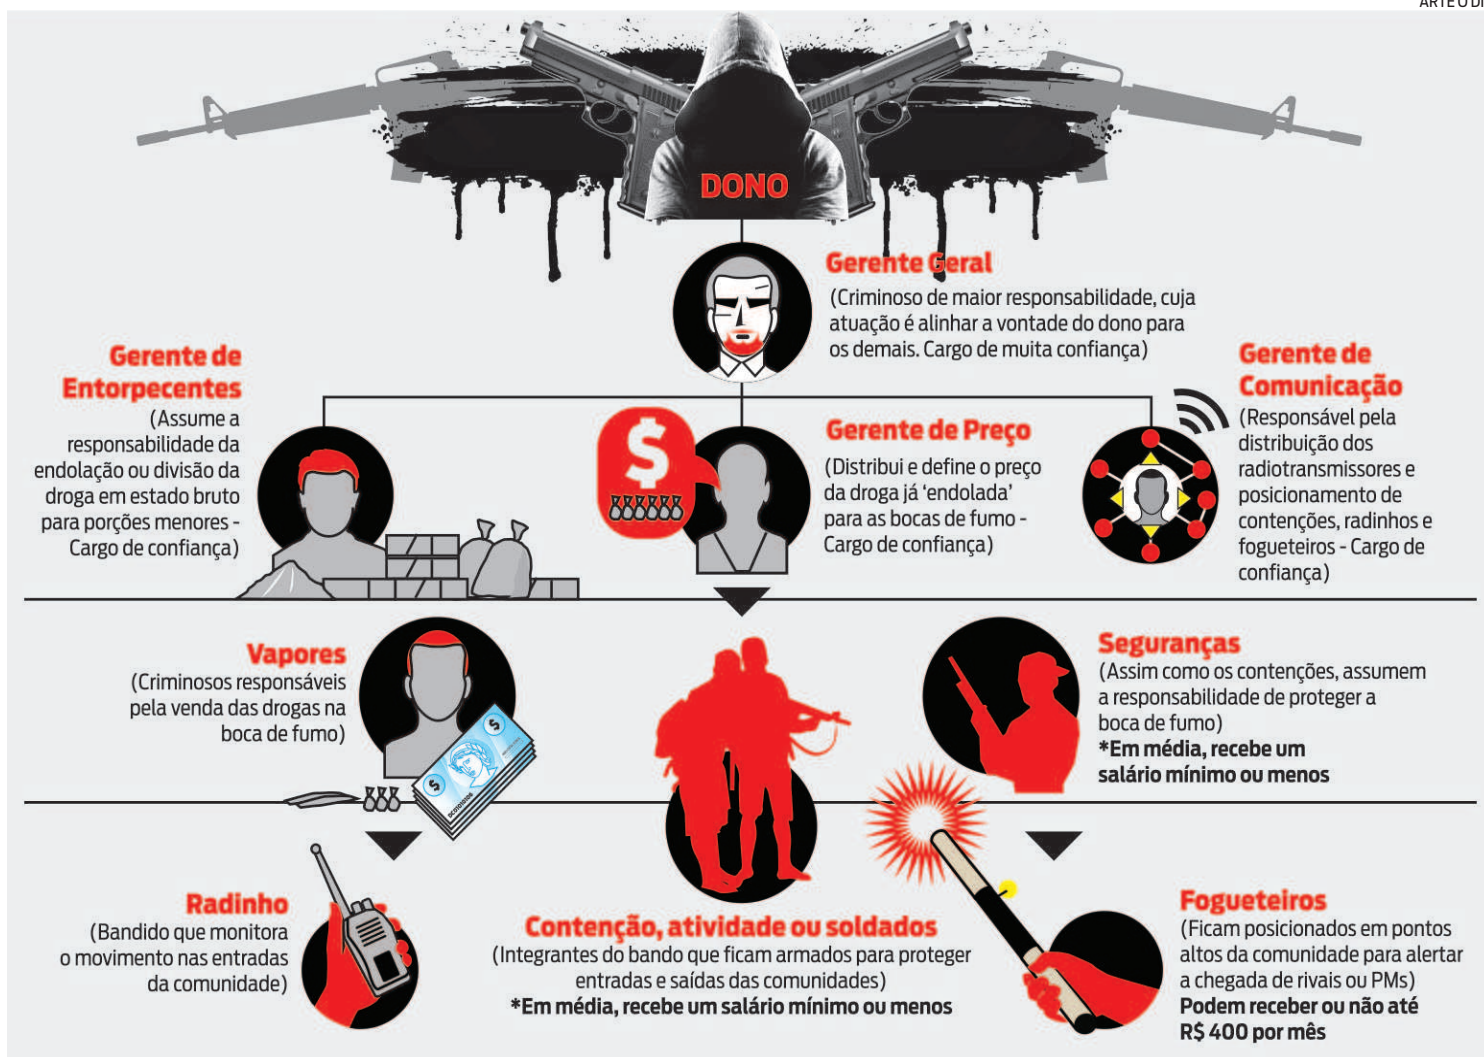 ARTE O DI
DONO
Gerente Geral
(Criminoso de maior responsabilidade, cuja
atuação é alinhar a vontade do dono para
os demais. Cargo de muita confiança)
Gerente de
Entorpecentes
(Assume a
responsabilidade da
endolação ou divisão da
droga em estado bruto
para porções menores -
Cargo de confiança)
$
Gerente de Preço
(Distribui e define o preço
da droga já ‘endolada’
para as bocas de fumo -
Cargo de confiança)
Gerente de
Comunicação
(Responsável pela
distribuição dos
radiotransmissores e
posicionamento de
contenções, radinhos e
fogueteiros - Cargo de
confiança)
Vapores
(Criminosos responsáveis
pela venda das drogas na
boca de fumo)
$
$
Seguranças
(Assim como os contenções, assumem
a responsabilidade de proteger a
boca de fumo)
*Em média, recebe um
salário mínimo ou menos
Radinho
(Bandido que monitora
o movimento nas entradas
da comunidade)
Contenção, atividade ou soldados
(Integrantes do bando que ficam armados para proteger
entradas e saídas das comunidades)
*Em média, recebe um salário mínimo ou menos
Fogueteiros
(Ficam posicionados em pontos
altos da comunidade para alertar
a chegada de rivais ou PMs)
Podem receber ou não até
R$ 400 por mês